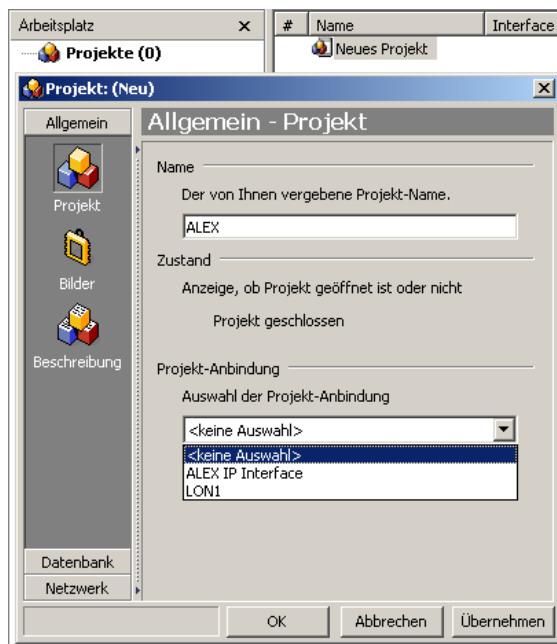 Arbeitsplatz
Projekte (0)
# Name Interface
Neues Projekt
Projekt: (Neu)
Allgemein
Projekt
Bilder
Beschreibung
Datenbank
Netzwerk
Allgemein - Projekt
Name
Der von Ihnen vergebene Projekt-Name.
ALEX
Zustand
Anzeige, ob Projekt geöffnet ist oder nicht
Projekt geschlossen
Projekt-Anbindung
Auswahl der Projekt-Anbindung
<keine Auswahl>
<keine Auswahl>
ALEX IP Interface
LON1
OK Abbrechen Übernehmen